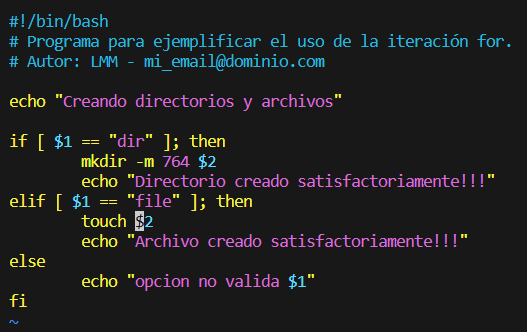 #!/bin/bash
# Programa para ejemplificar el uso de la iteración for.
# Autor: LMM - mi_email@dominio.com
echo "Creando directorios y archivos"
if [ $1 == "dir" ]; then
        mkdir -m 764 $2
        echo "Directorio creado satisfactoriamente!!!"
elif [ $1 == "file" ]; then
        touch $2
        echo "Archivo creado satisfactoriamente!!!"
else
        echo "opcion no valida $1"
fi
~